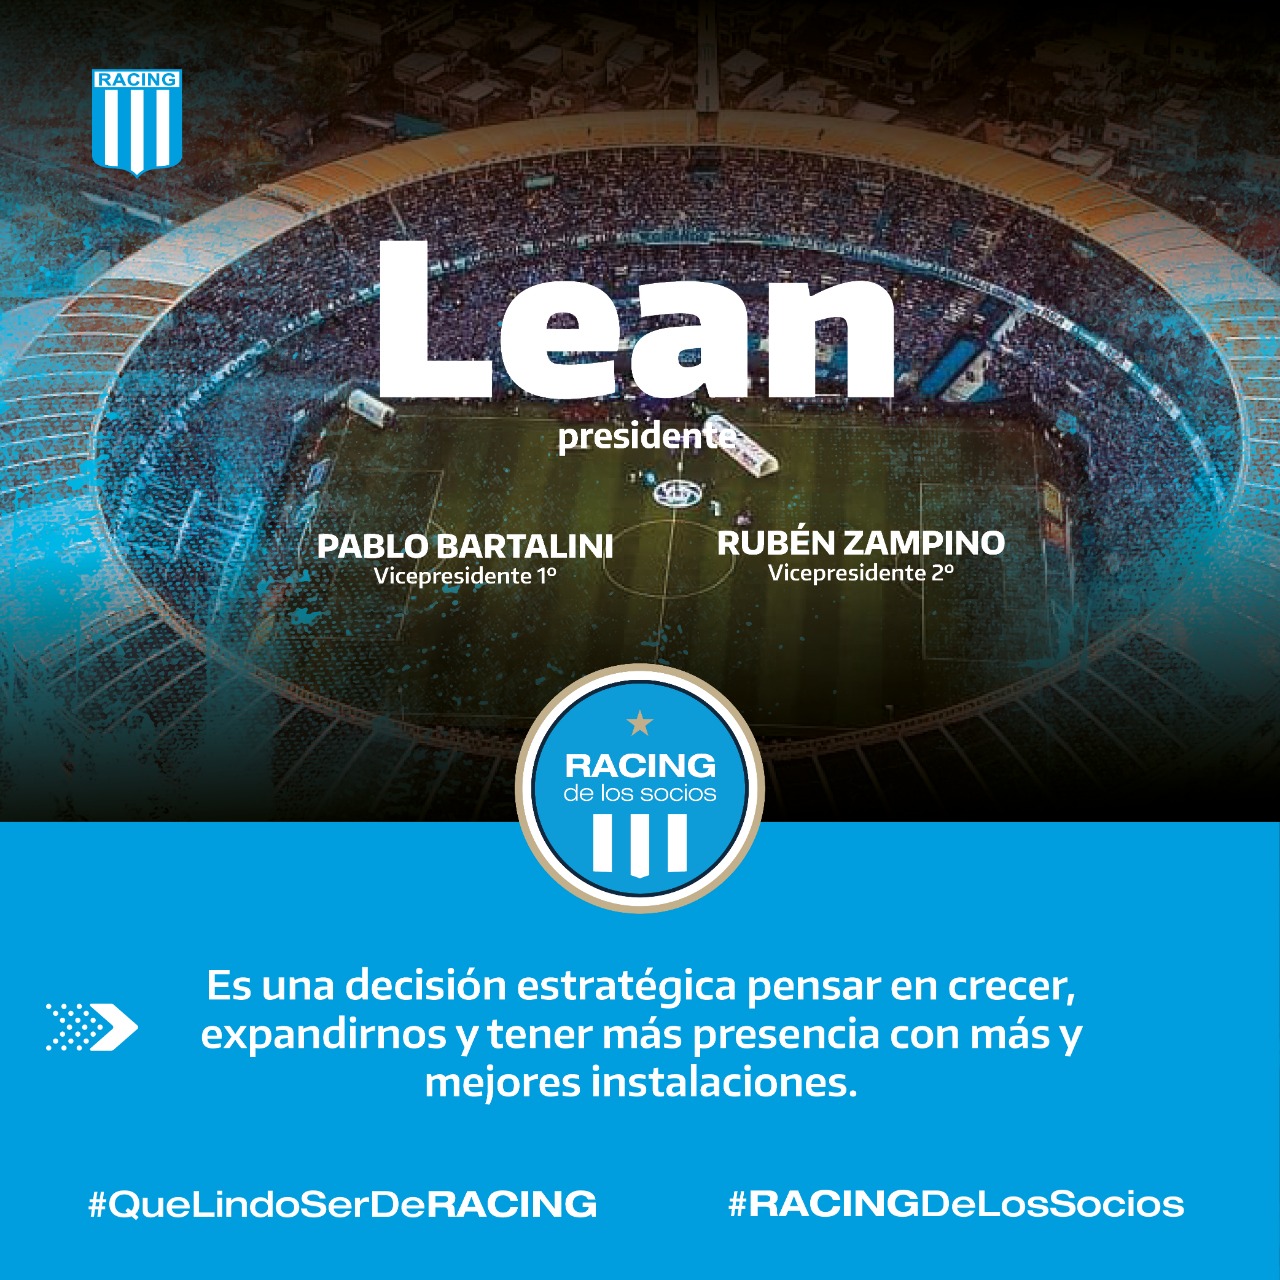 RACING
Lean
presidente
PABLO BARTALINI
Vicepresidente 1º
RUBÉN ZAMPINO
Vicepresidente 2º
RACING
de los socios
Es una decisión estratégica pensar en crecer,
expandirnos y tener más presencia con más y
mejores instalaciones.
#QueLindoSerDeRACING
#RACINGDeLosSocios